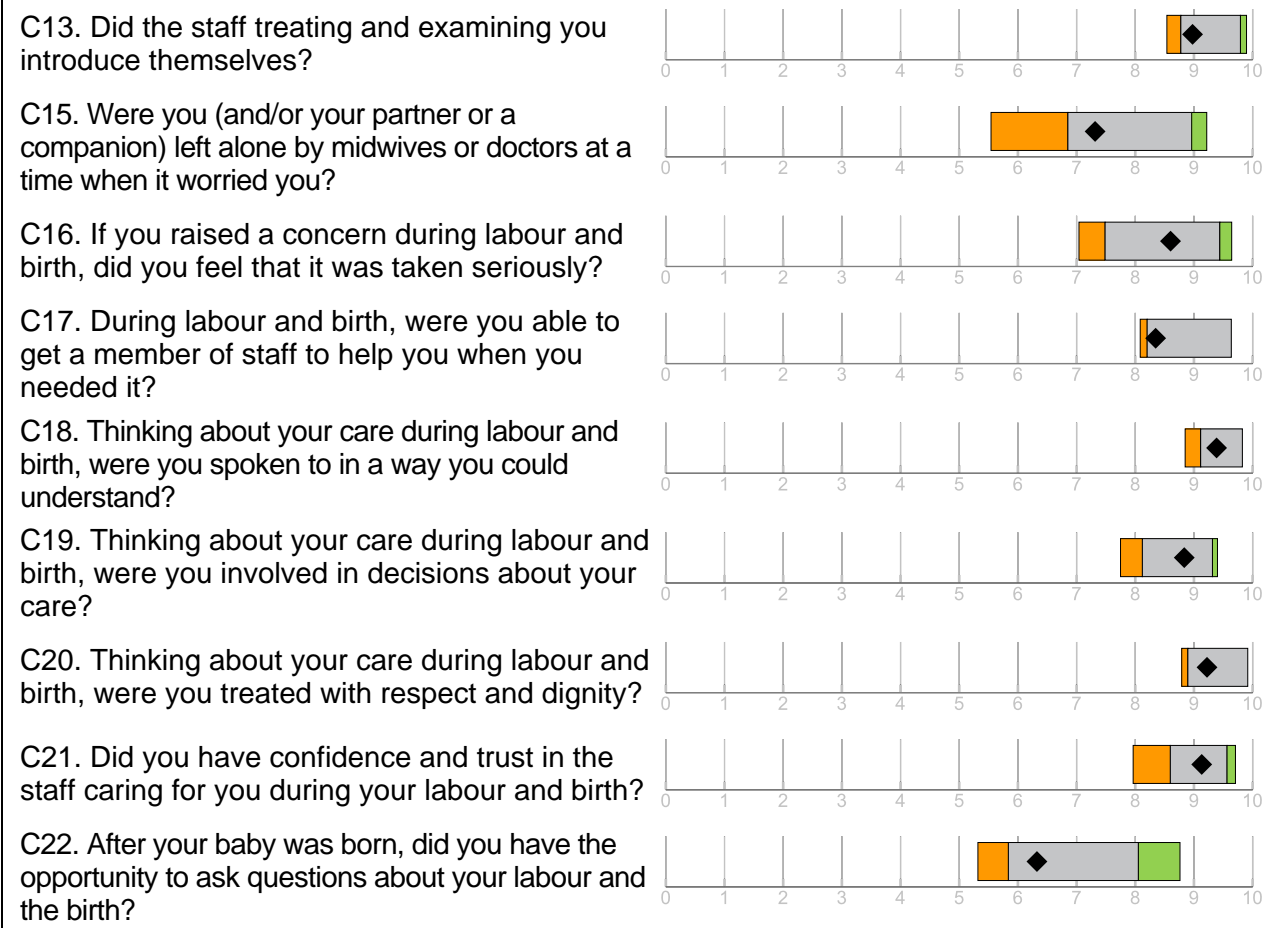 C13. Did the staff treating and examining you
introduce themselves?
0 1 2 3 4 5 6 7 8 9 10
C15. Were you (and/or your partner or a
companion) left alone by midwives or doctors at a
time when it worried you?
0 1 2 3 4 5 6 7 8 9 10
C16. If you raised a concern during labour and
birth, did you feel that it was taken seriously?
0 1 2 3 4 5 6 7 8 9 10
C17. During labour and birth, were you able to
get a member of staff to help you when you
needed it?
0 1 2 3 4 5 6 7 8 9 10
C18. Thinking about your care during labour and
birth, were you spoken to in a way you could
understand?
0 1 2 3 4 5 6 7 8 9 10
C19. Thinking about your care during labour and
birth, were you involved in decisions about your
care?
0 1 2 3 4 5 6 7 8 9 10
C20. Thinking about your care during labour and
birth, were you treated with respect and dignity?
0 1 2 3 4 5 6 7 8 9 10
C21. Did you have confidence and trust in the
staff caring for you during your labour and birth?
0 1 2 3 4 5 6 7 8 9 10
C22. After your baby was born, did you have the
opportunity to ask questions about your labour and
the birth?
0 1 2 3 4 5 6 7 8 9 10